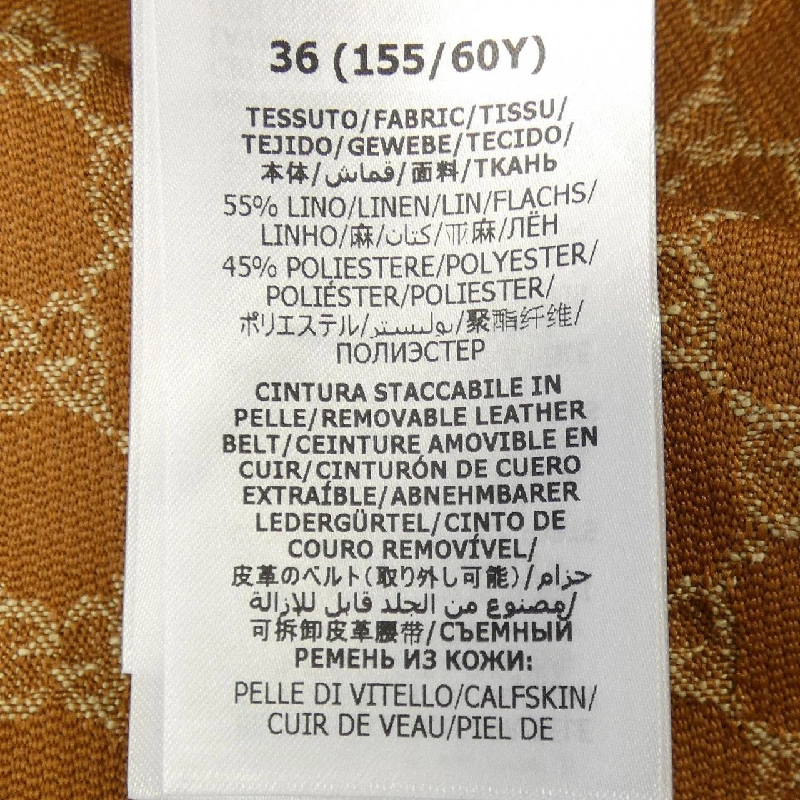 36 (155/60Y)
TESSUTO/FABRIC/TISSU/
TEJIDO/GEWEBE/TECIDO/
本体/قماش/面料/ТКАНЬ
55% LINO/LINEN/LIN/FLACHS/
LINHO/麻/كتان/亚麻/ЛЁН
45% POLIESTERE/POLYESTER/
POLIÉSTER/POLIESTER/
ポリエステル/بوليستر/聚酯纤维/
ПОЛИЭСТЕР
CINTURA STACCABILE IN
PELLE/REMOVABLE LEATHER
BELT/CEINTURE AMOVIBLE EN
CUIR/CINTURÓN DE CUERO
EXTRAÍBLE/ABNEHMBARER
LEDERGÜRTEL/CINTO DE
COURO REMOVÍVEL/
皮革のベルト(取り外し可能)/حزام
مصنوع من الجلد قابل للإزالة/
可拆卸皮革腰带/СЪЕМНЫЙ
РЕМЕНЬ ИЗ КОЖИ:
PELLE DI VITELLO/CALFSKIN/
CUIR DE VEAU/PIEL DE